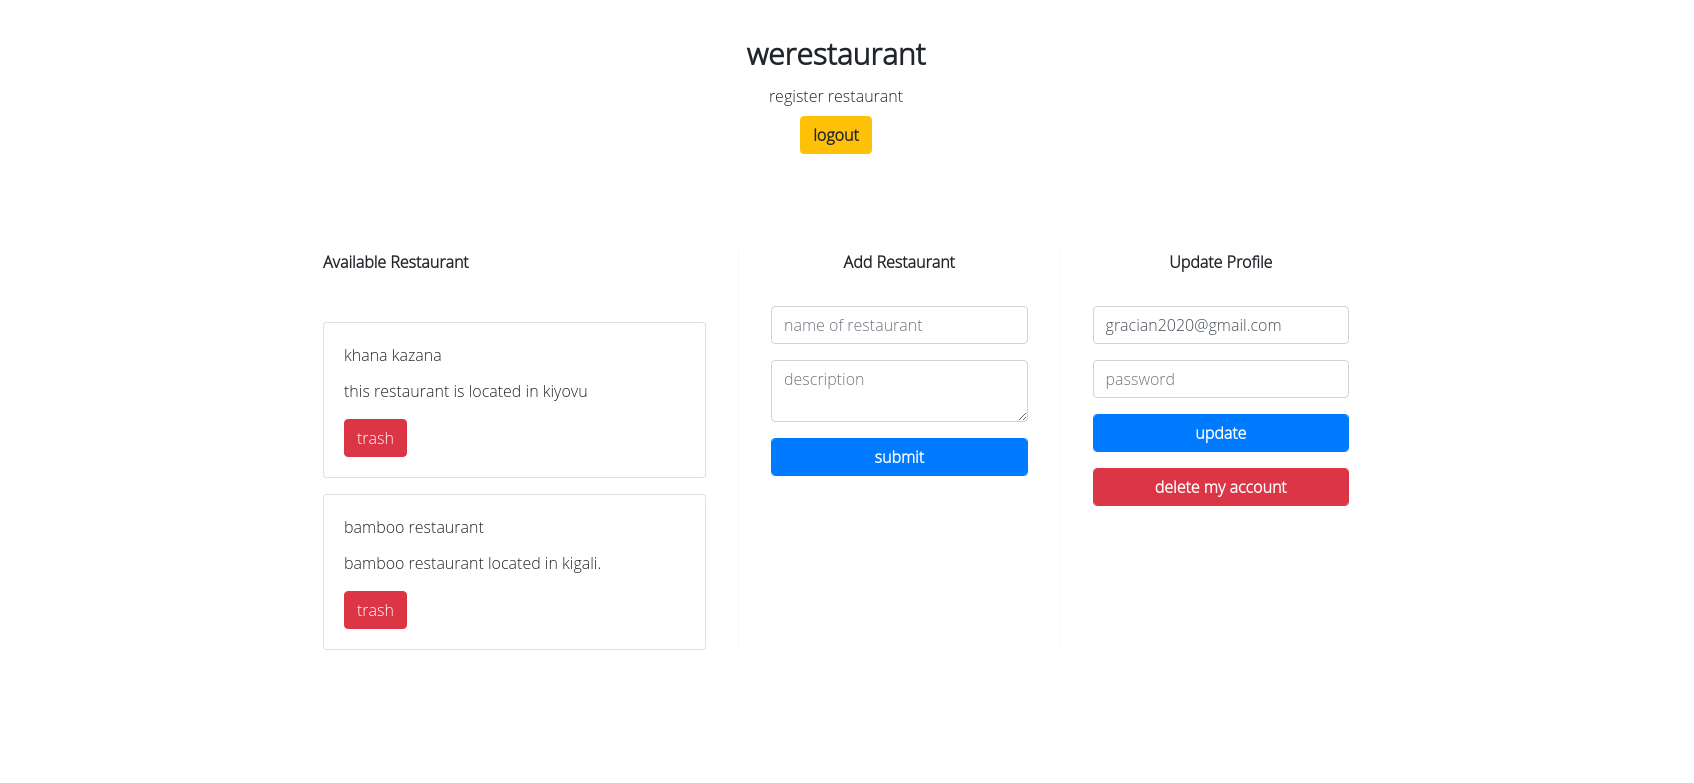 werestaurant
register restaurant
logout
Available Restaurant
khana kazana
this restaurant is located in kiyovu
trash
bamboo restaurant
bamboo restaurant located in kigali.
trash
Add Restaurant
name of restaurant
description
submit
Update Profile
gracian2020@gmail.com
password
update
delete my account